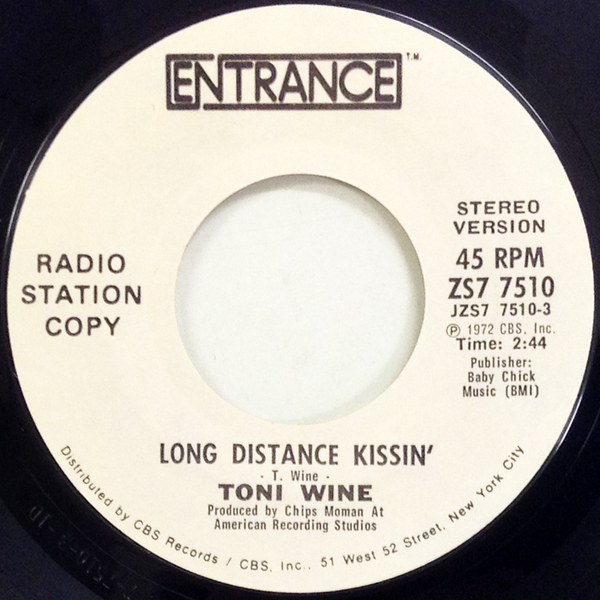 ENTRANCE T.M.
RADIO
STATION
COPY
STEREO
VERSION
45 RPM
ZS7 7510
JZS7 7510-3
Ⓟ 1972 CBS, Inc.
Time: 2:44
Publisher:
Baby Chick
Music (BMI)
LONG DISTANCE KISSIN'
- T. Wine -
TONI WINE
Produced by Chips Moman At
American Recording Studios
Distributed by CBS Records / CBS, Inc., 51 West 52 Street, New York City